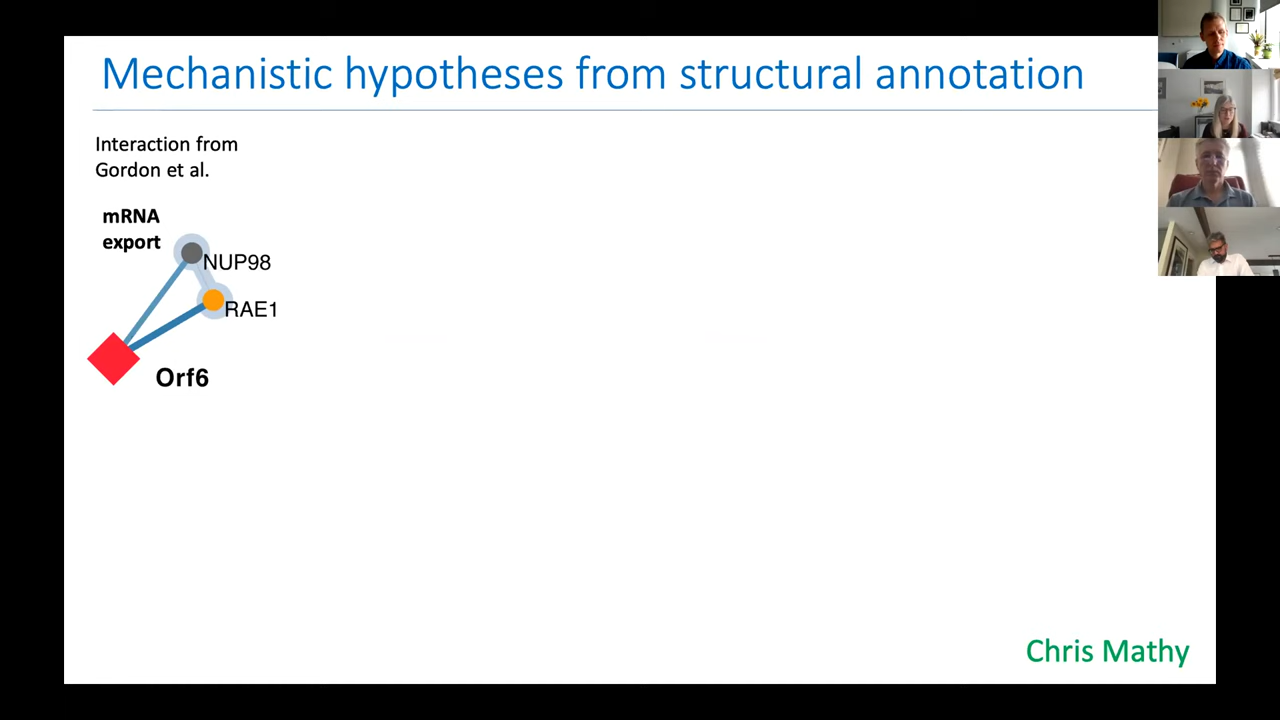 Mechanistic hypotheses from structural annotation
Interaction from
Gordon et al.
mRNA
export
NUP98
RAE1
Orf6
Chris Mathy